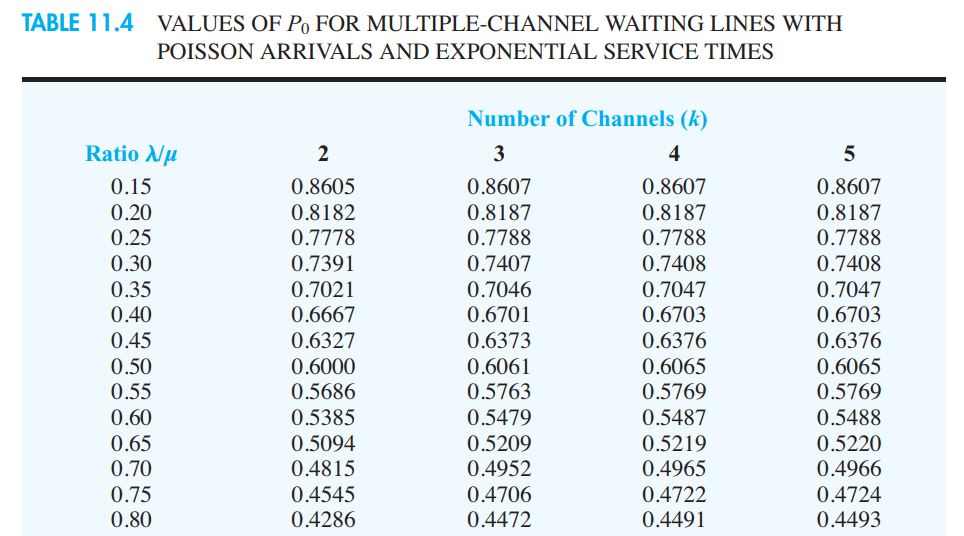 TABLE 11.4 VALUES OF P₀ FOR MULTIPLE-CHANNEL WAITING LINES WITH
POISSON ARRIVALS AND EXPONENTIAL SERVICE TIMES
Number of Channels (k)
Ratio λ/μ 2 3 4 5
0.15 0.8605 0.8607 0.8607 0.8607
0.20 0.8182 0.8187 0.8187 0.8187
0.25 0.7778 0.7788 0.7788 0.7788
0.30 0.7391 0.7407 0.7408 0.7408
0.35 0.7021 0.7046 0.7047 0.7047
0.40 0.6667 0.6701 0.6703 0.6703
0.45 0.6327 0.6373 0.6376 0.6376
0.50 0.6000 0.6061 0.6065 0.6065
0.55 0.5686 0.5763 0.5769 0.5769
0.60 0.5385 0.5479 0.5487 0.5488
0.65 0.5094 0.5209 0.5219 0.5220
0.70 0.4815 0.4952 0.4965 0.4966
0.75 0.4545 0.4706 0.4722 0.4724
0.80 0.4286 0.4472 0.4491 0.4493